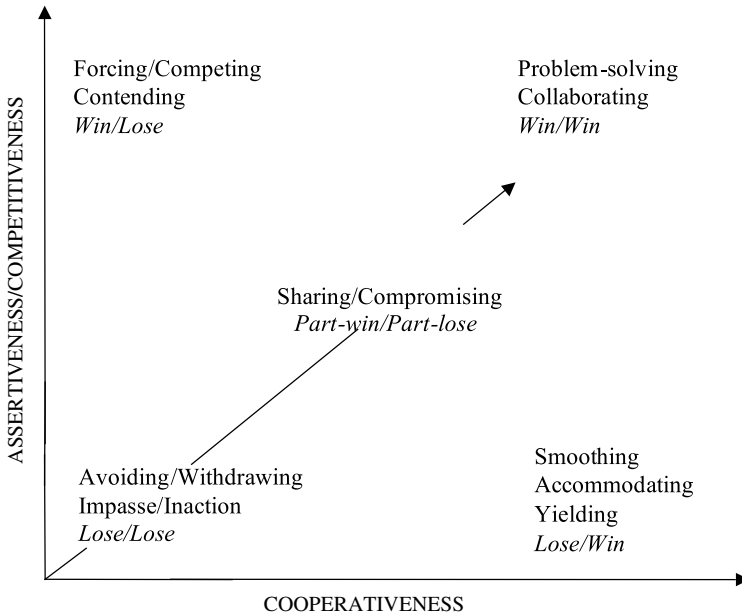 Forcing/Competing
Contending
Win/Lose
Problem-solving
Collaborating
Win/Win
ASSERTIVENESS/COMPETITIVENESS
Sharing/Compromising
Part-win/Part-lose
Avoiding/Withdrawing
Impasse/Inaction
Lose/Lose
Smoothing
Accommodating
Yielding
Lose/Win
COOPERATIVENESS